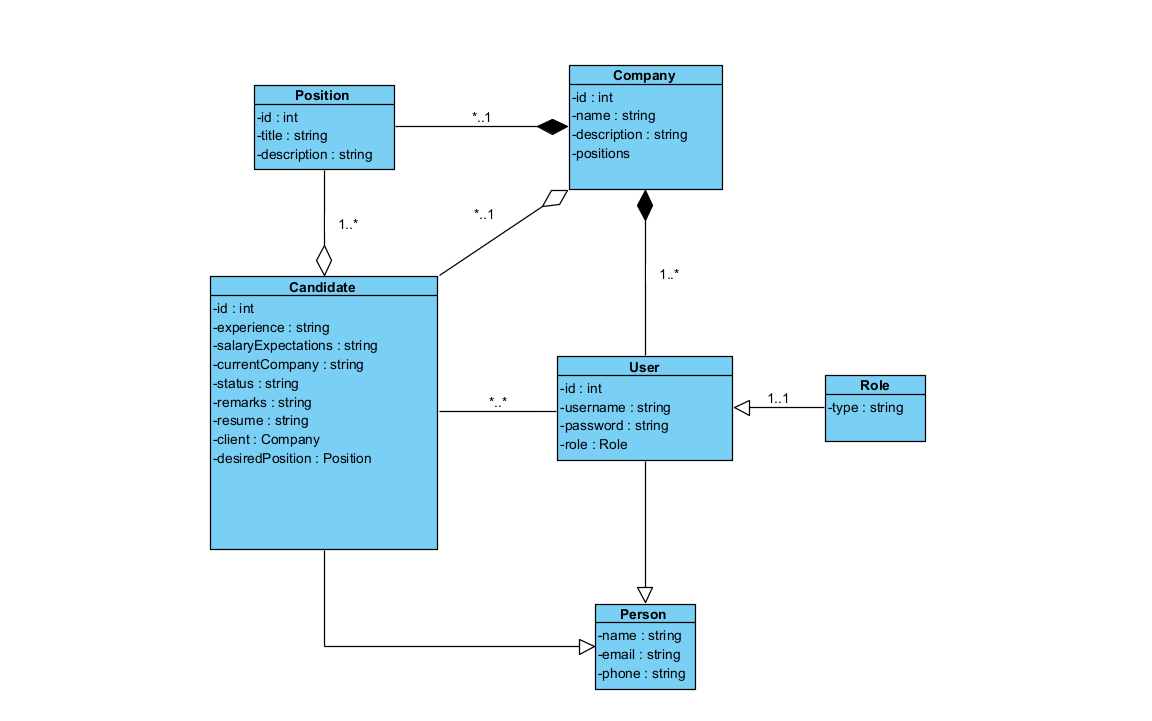 Company
-id : int
-name : string
-description : string
-positions
Position
-id : int
-title : string
-description : string
*..1
*..1
1..*
1..*
Candidate
-id : int
-experience : string
-salaryExpectations : string
-currentCompany : string
-status : string
-remarks : string
-resume : string
-client : Company
-desiredPosition : Position
*..*
User
-id : int
-username : string
-password : string
-role : Role
1..1
Role
-type : string
Person
-name : string
-email : string
-phone : string